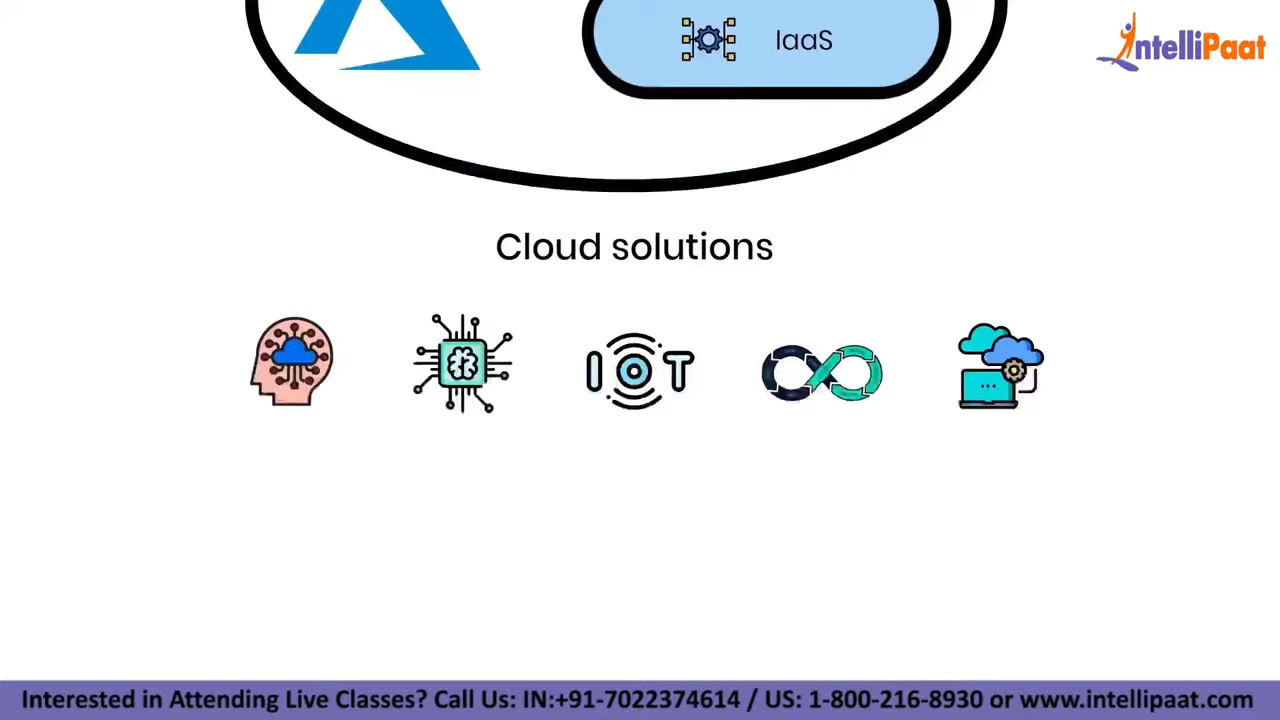 IaaS
IntelliPaat
Cloud solutions
IOT
Interested in Attending Live Classes? Call Us: IN:+91-7022374614 / US: 1-800-216-8930 or www.intellipaat.com